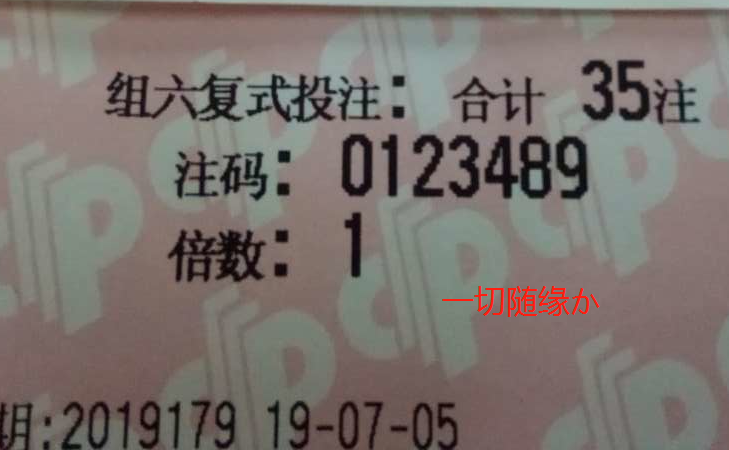 组六复式投注: 合计 35注
注码: 0123489
倍数: 1
一切随缘か
期:2019179 19-07-05